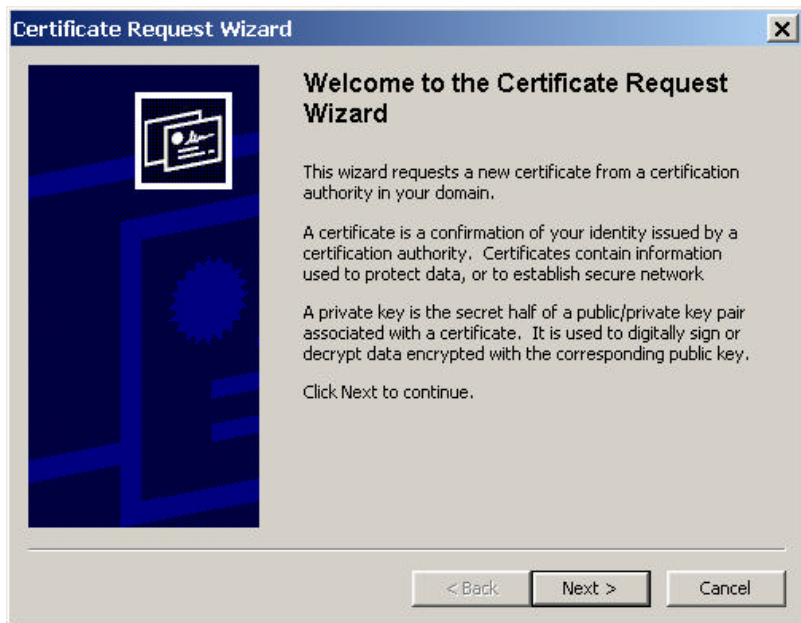 Certificate Request Wizard
Welcome to the Certificate Request
Wizard
This wizard requests a new certificate from a certification
authority in your domain.
A certificate is a confirmation of your identity issued by a
certification authority.  Certificates contain information
used to protect data, or to establish secure network
A private key is the secret half of a public/private key pair
associated with a certificate.  It is used to digitally sign or
decrypt data encrypted with the corresponding public key.
Click Next to continue.
< Back
Next >
Cancel